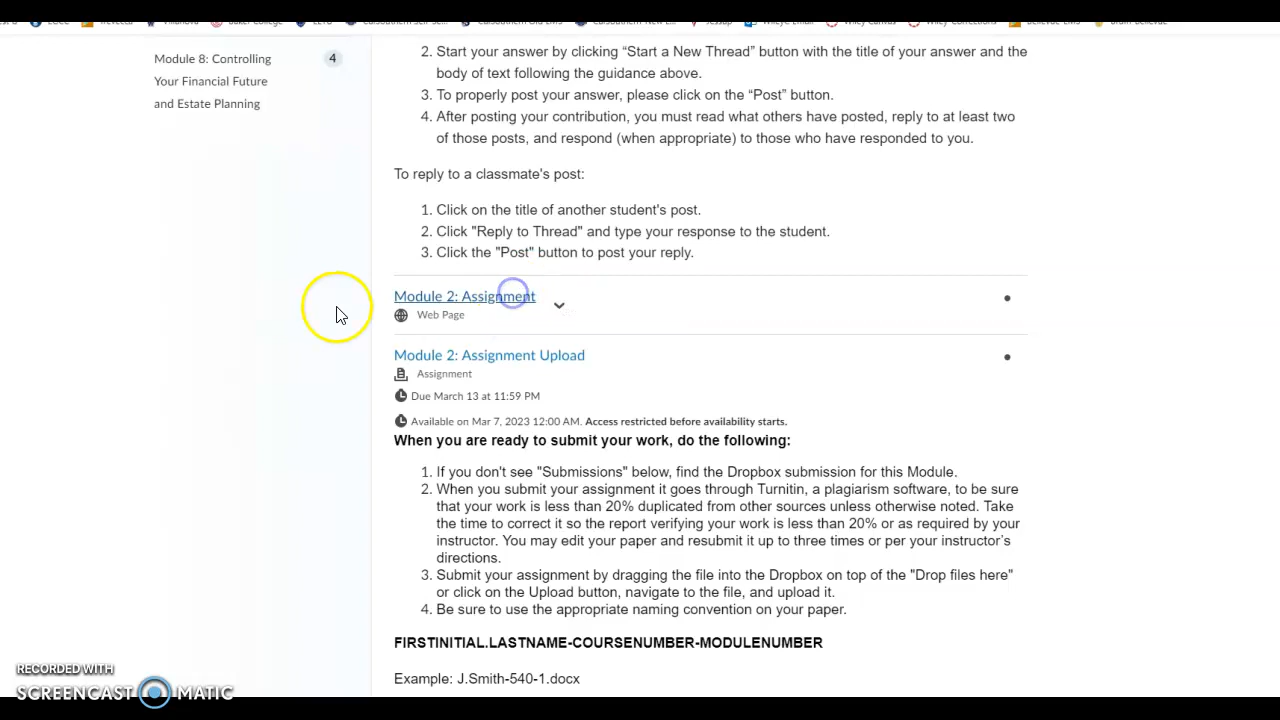 Module 8: Controlling
4
Your Financial Future
and Estate Planning
2. Start your answer by clicking “Start a New Thread” button with the title of your answer and the
body of text following the guidance above.
3. To properly post your answer, please click on the “Post” button.
4. After posting your contribution, you must read what others have posted, reply to at least two
of those posts, and respond (when appropriate) to those who have responded to you.
To reply to a classmate's post:
1. Click on the title of another student's post.
2. Click "Reply to Thread" and type your response to the student.
3. Click the "Post" button to post your reply.
Module 2: Assignment
Web Page
Module 2: Assignment Upload
Assignment
Due March 13 at 11:59 PM
Available on Mar 7, 2023 12:00 AM. Access restricted before availability starts.
When you are ready to submit your work, do the following:
1. If you don't see "Submissions" below, find the Dropbox submission for this Module.
2. When you submit your assignment it goes through Turnitin, a plagiarism software, to be sure
that your work is less than 20% duplicated from other sources unless otherwise noted. Take
the time to correct it so the report verifying your work is less than 20% or as required by your
instructor. You may edit your paper and resubmit it up to three times or per your instructor’s
directions.
3. Submit your assignment by dragging the file into the Dropbox on top of the "Drop files here"
or click on the Upload button, navigate to the file, and upload it.
4. Be sure to use the appropriate naming convention on your paper.
FIRSTINITIAL.LASTNAME-COURSENUMBER-MODULENUMBER
Example: J.Smith-540-1.docx
RECORDED WITH
SCREENCAST MATIC